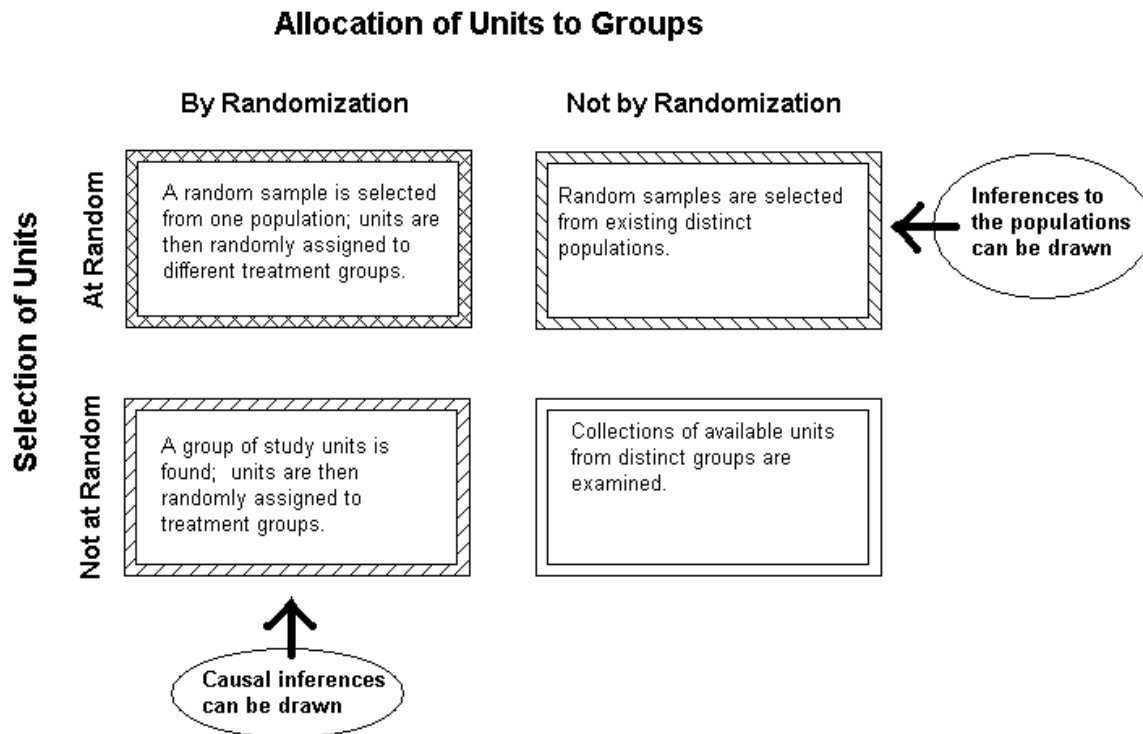 Allocation of Units to Groups
By Randomization
Not by Randomization
Selection of Units
At Random
A random sample is selected
from one population; units are
then randomly assigned to
different treatment groups.
Random samples are selected
from existing distinct
populations.
Inferences to
the populations
can be drawn
Not at Random
A group of study units is
found; units are then
randomly assigned to
treatment groups.
Collections of available units
from distinct groups are
examined.
Causal inferences
can be drawn